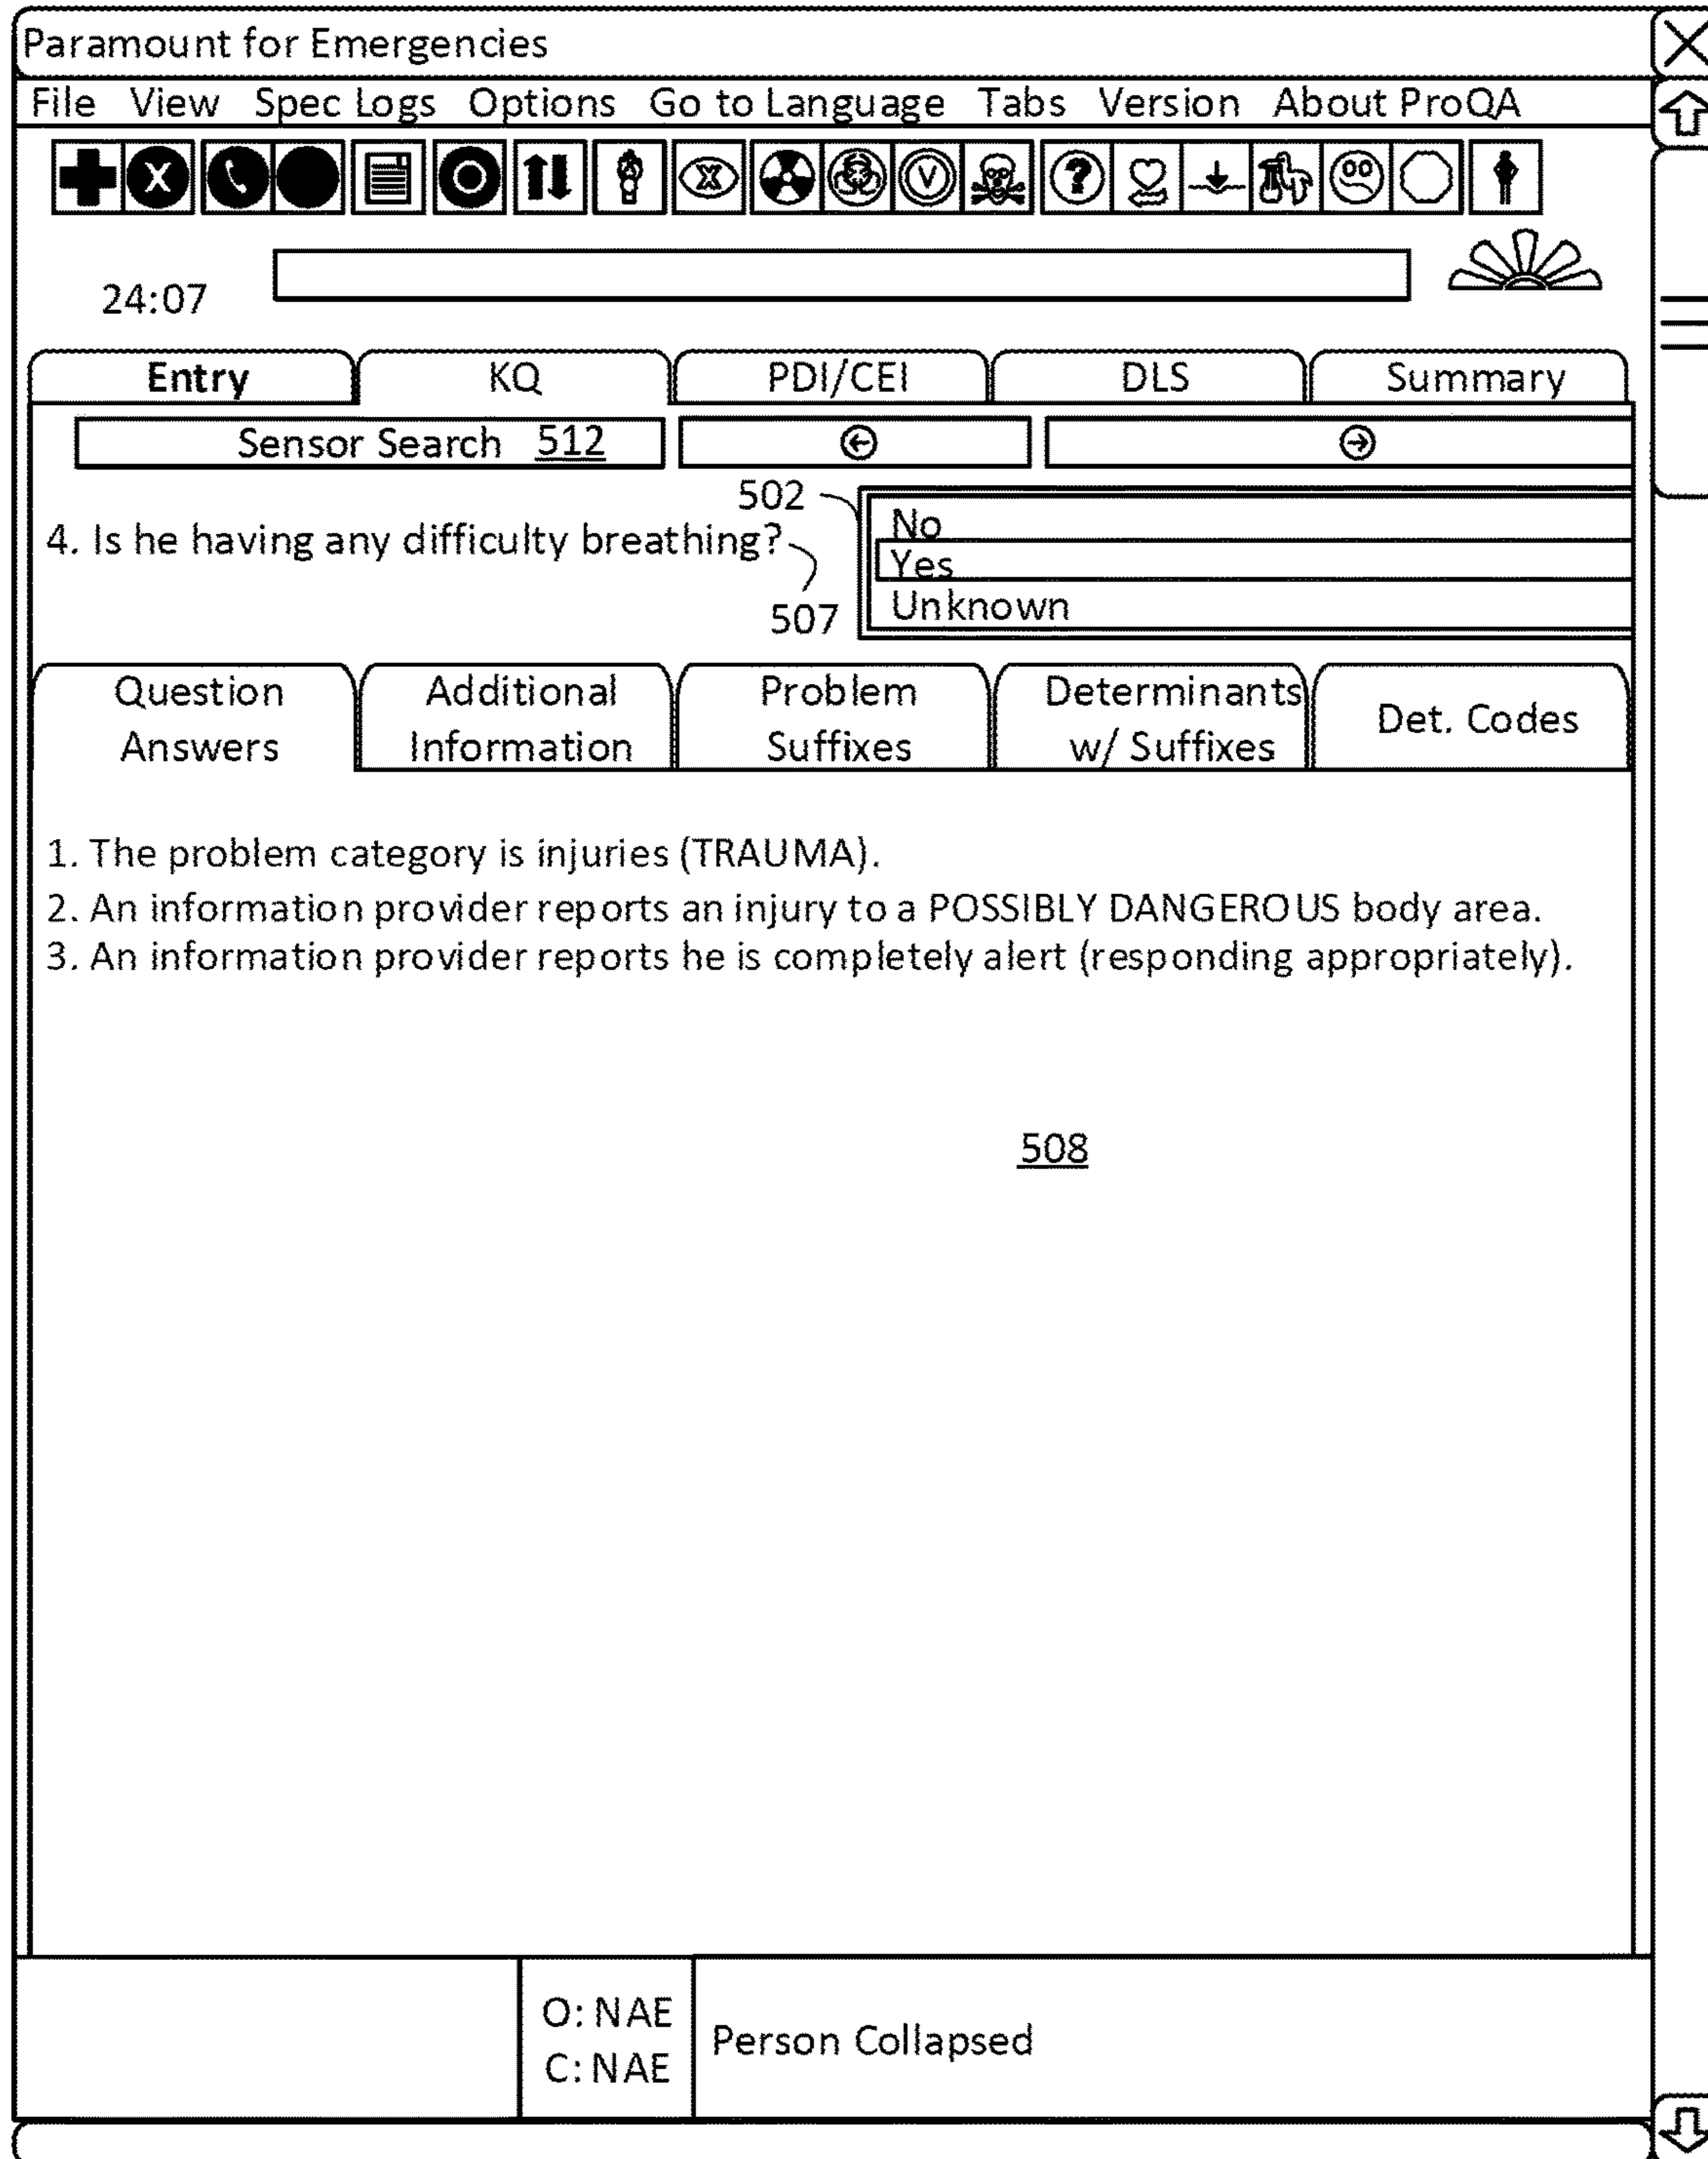 Paramount for Emergencies
File View Spec Logs Options Go to Language Tabs Version About ProQA
X V ?
24:07
Entry KQ PDI/CEI DLS Summary
Sensor Search 512
502
No
4. Is he having any difficulty breathing?
Yes
507
Unknown
Question Answers
Additional Information
Problem Suffixes
Determinants w/ Suffixes
Det. Codes
1. The problem category is injuries (TRAUMA).
2. An information provider reports an injury to a POSSIBLY DANGEROUS body area.
3. An information provider reports he is completely alert (responding appropriately).
508
O: NAE
C: NAE
Person Collapsed